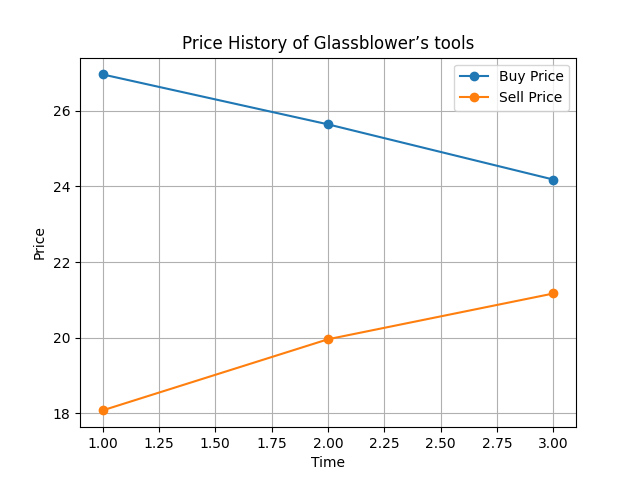 Price History of Glassblower’s tools
Buy Price
Sell Price
Price
26
24
22
20
18
1.00 1.25 1.50 1.75 2.00 2.25 2.50 2.75 3.00
Time